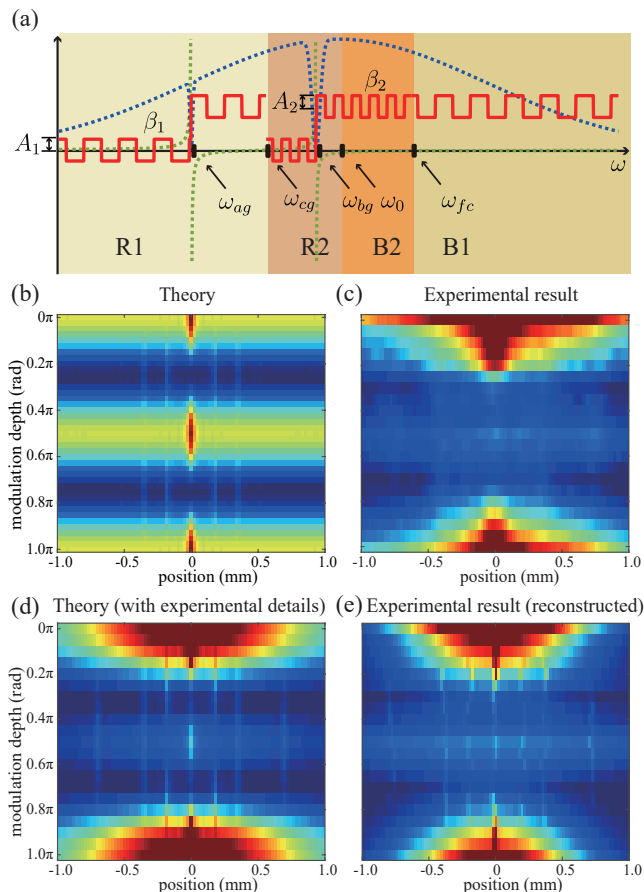 (a)
A₁
β₁
A₂
β₂
ω_ag
ω_cg
ω_bg
ω₀
ω_fc
ω
R1
R2
B2
B1
(b) Theory
(c) Experimental result
modulation depth (rad)
0π
0.2π
0.4π
0.6π
0.8π
1.0π
-1.0 -0.5 0 0.5 1.0
position (mm)
-1.0 -0.5 0 0.5 1.0
position (mm)
(d) Theory (with experimental details)
(e) Experimental result (reconstructed)
modulation depth (rad)
0π
0.2π
0.4π
0.6π
0.8π
1.0π
-1.0 -0.5 0 0.5 1.0
position (mm)
-1.0 -0.5 0 0.5 1.0
position (mm)